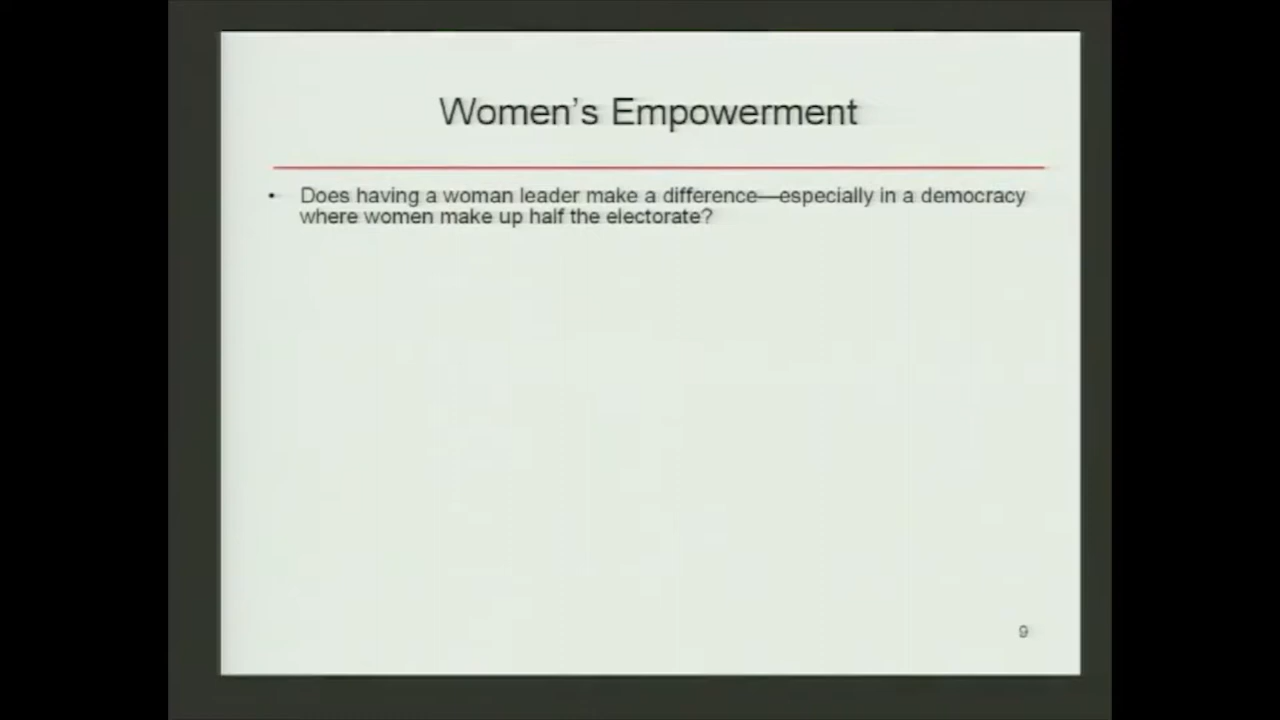 Women's Empowerment
• Does having a woman leader make a difference—especially in a democracy
where women make up half the electorate?
9